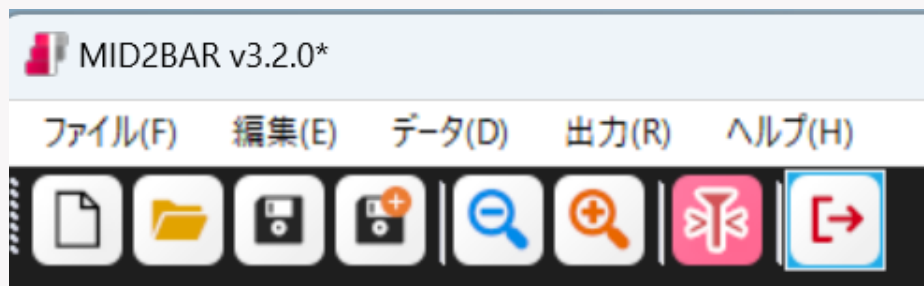 MID2BAR v3.2.0*
ファイル(F) 編集(E) データ(D) 出力(R) ヘルプ(H)